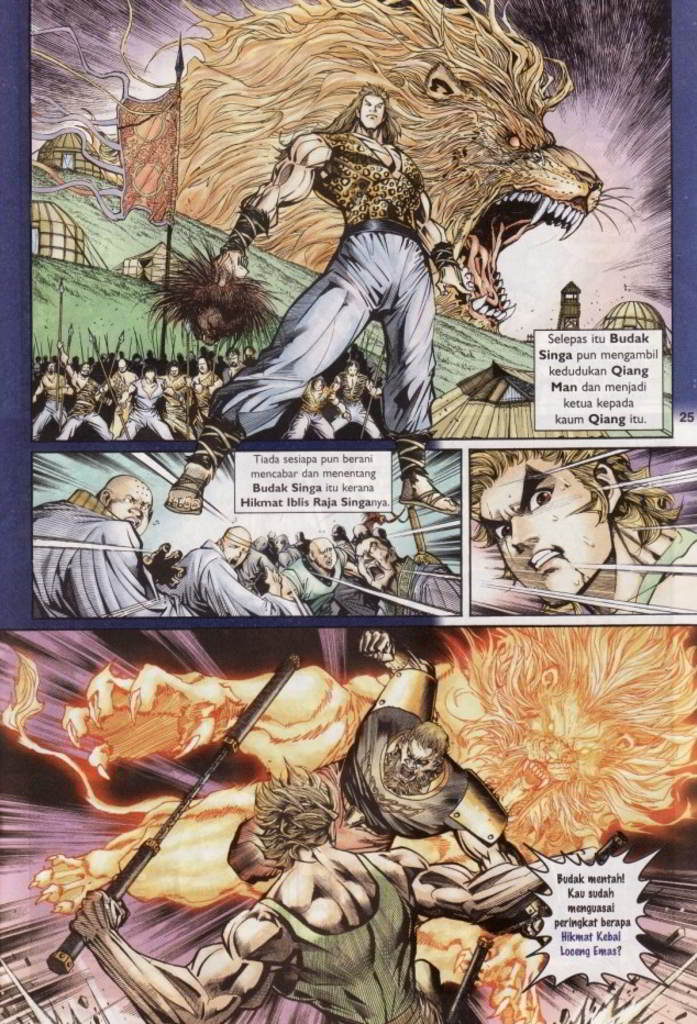 Selepas itu Budak
Singa pun mengambil
kedudukan Qiang
Man dan menjadi
ketua kepada
kaum Qiang itu.
25
Tiada sesiapa pun berani
mencabar dan menentang
Budak Singa itu kerana
Hikmat Iblis Raja Singanya.
Budak mentah!
Kau sudah
menguasai
peringkat berapa
Hikmat Kebal
Loceng Emas?